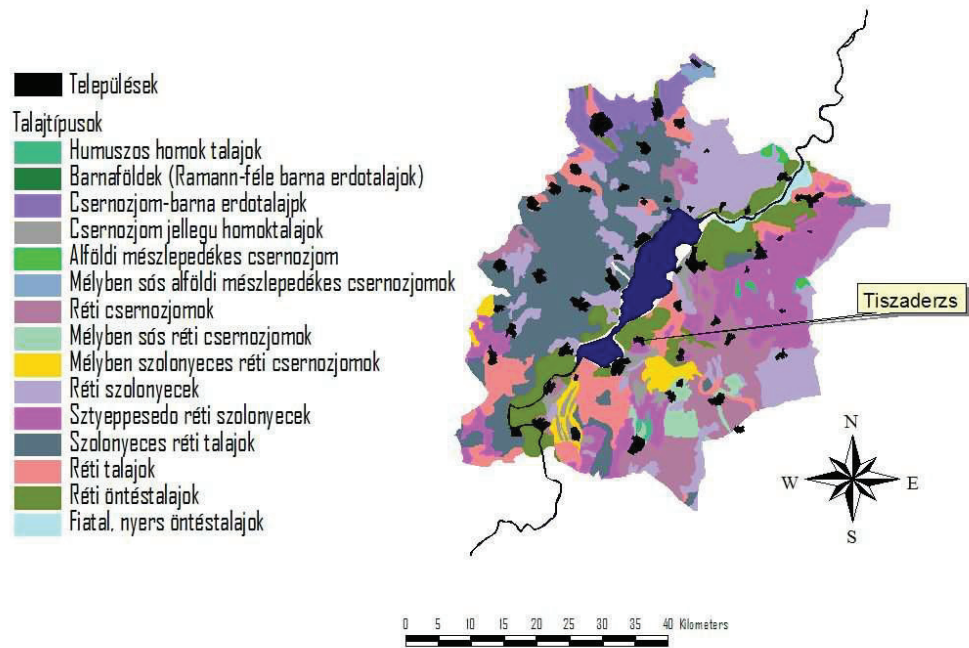 Települések
Talajtípusok
Humuszos homok talajok
Barnaföldek (Ramann-féle barna erdotalajok)
Csernozjom-barna erdotalajpk
Csernozjom jellegu homoktalajok
Alföldi mészlepedékes csernozjom
Mélyben sós alföldi mészlepedékes csernozjomok
Réti csernozjomok
Mélyben sós réti csernozjomok
Mélyben szolonyeces réti csernozjomok
Réti szolonyecek
Sztyeppesedo réti szolonyecek
Szolonyeces réti talajok
Réti talajok
Réti öntéstalajok
Fiatal, nyers öntéstalajok
Tiszaderzs
N
W E
S
0 5 10 15 20 25 30 35 40 Kilometers